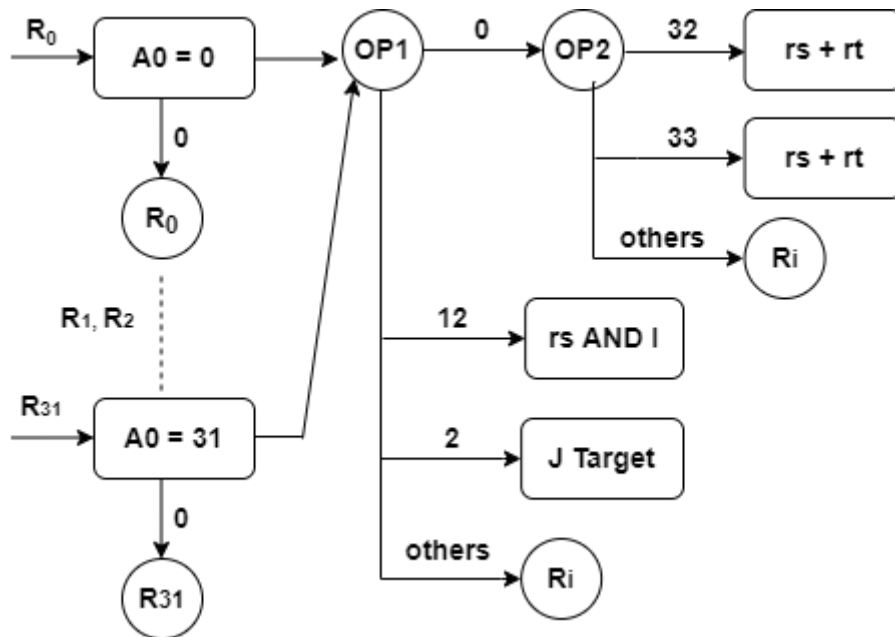 R₀
A0 = 0
OP1
0
OP2
32
rs + rt
0
33
rs + rt
R₀
others
Ri
R₁, R₂
12
rs AND I
R31
A0 = 31
2
J Target
0
others
R31
Ri